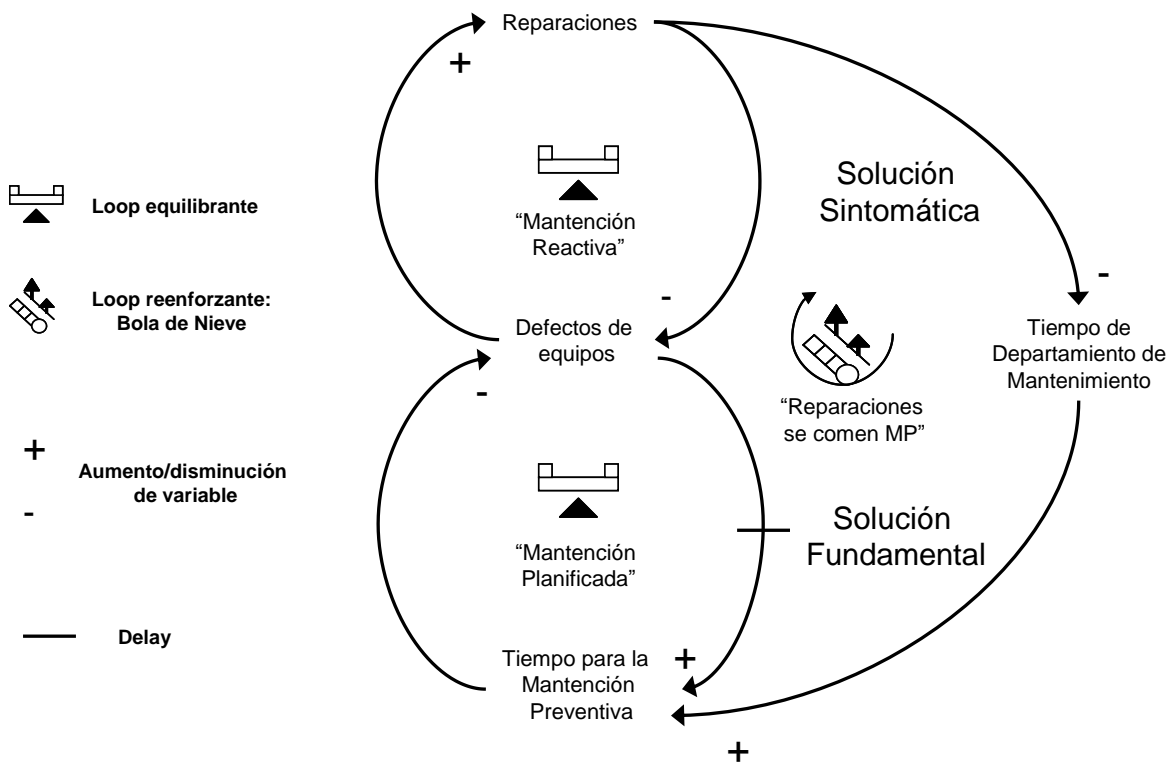 Reparaciones
+
Solución
Sintomática
Loop equilibrante
“Mantención
Reactiva”
-
Loop reenforzante:
Bola de Nieve
-
Defectos de
equipos
Tiempo de
Departamiento de
Mantenimiento
-
“Reparaciones
se comen MP”
+
Aumento/disminución
de variable
-
Solución
Fundamental
“Mantención
Planificada”
Delay
Tiempo para la
Mantención
Preventiva
+
+